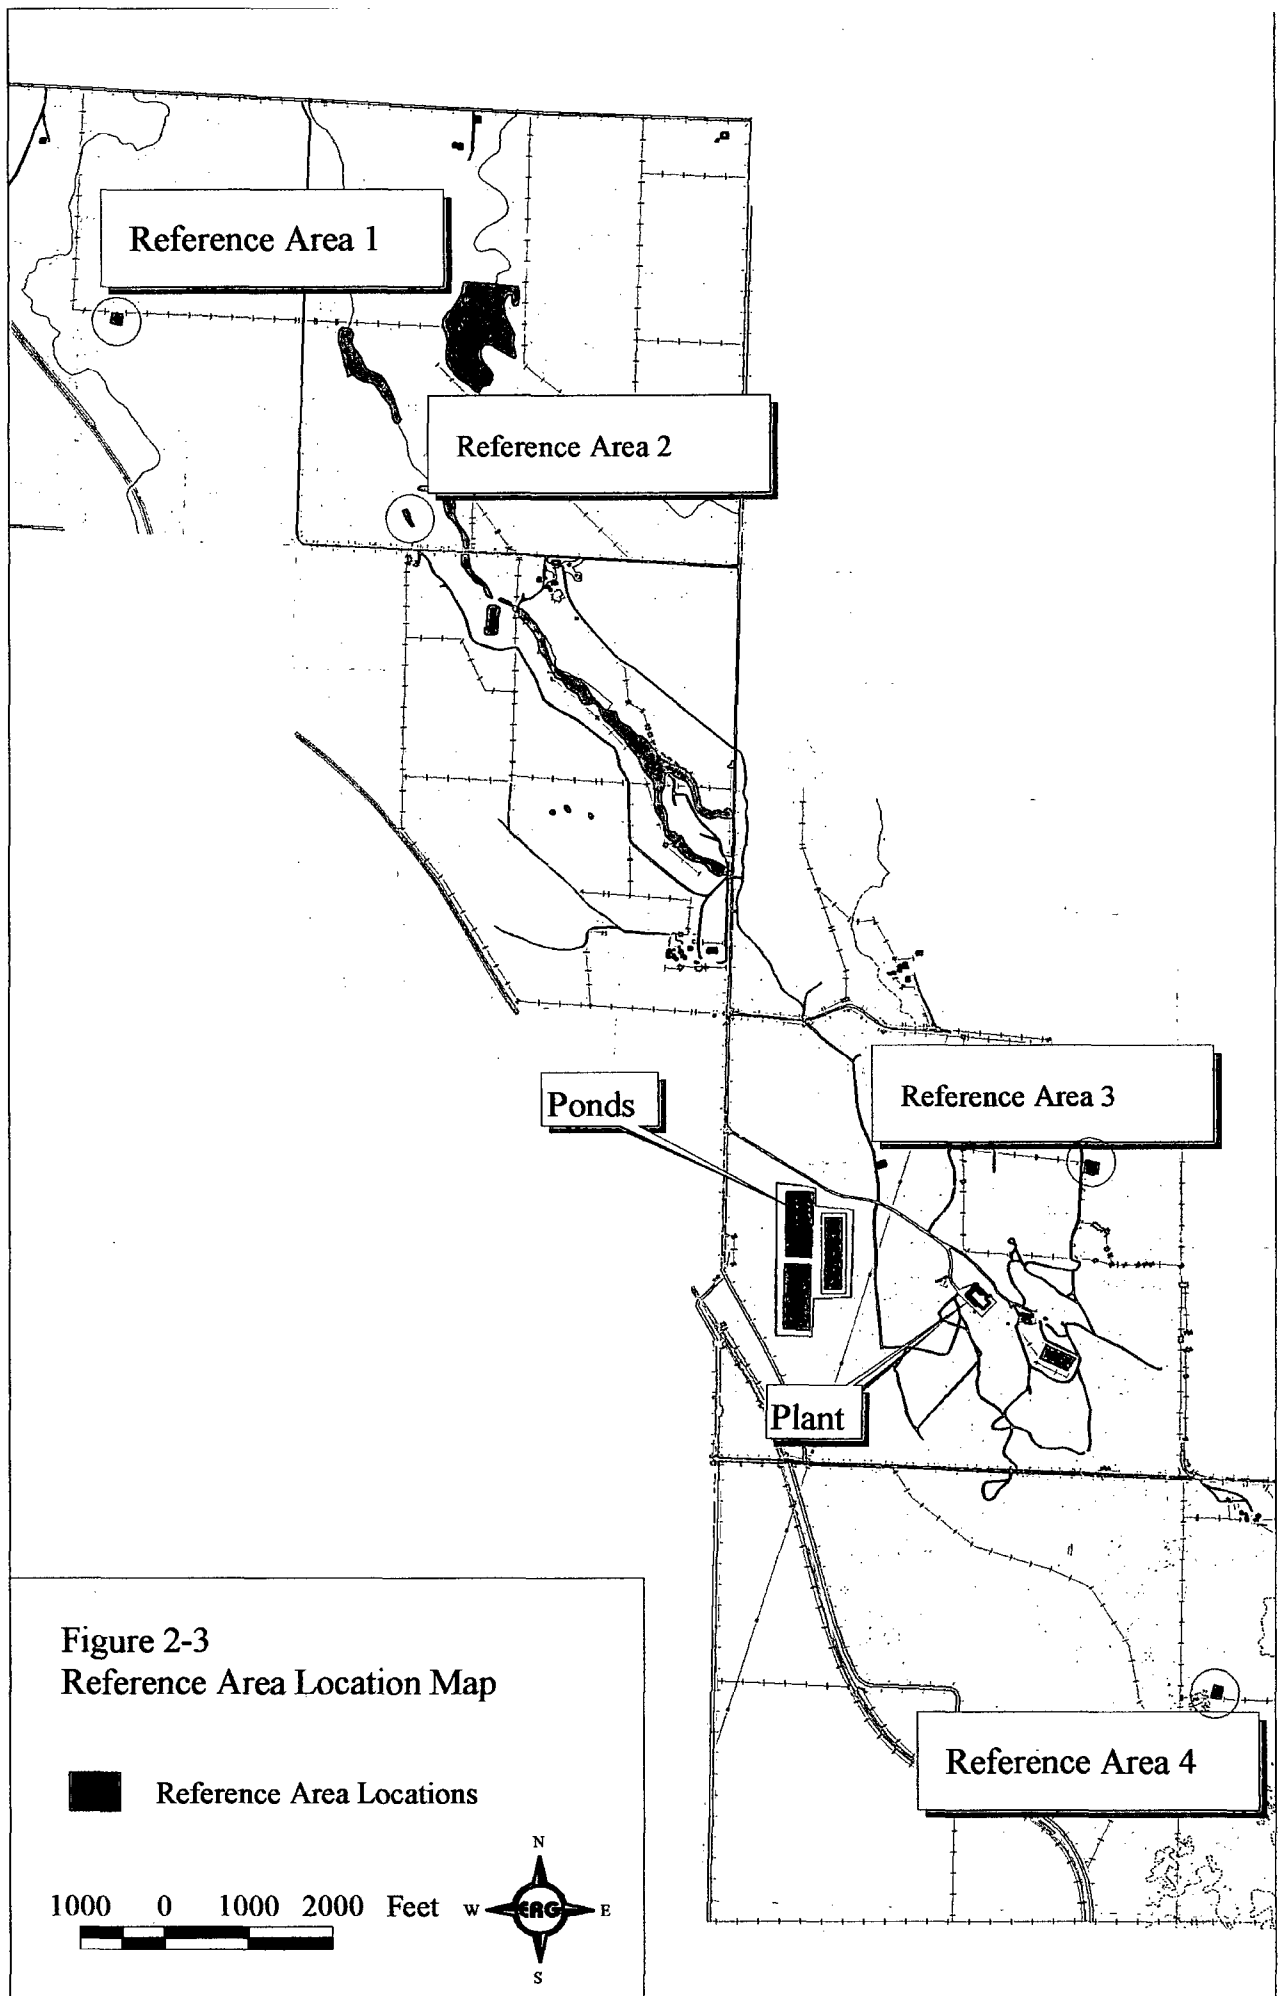 Reference Area 1
Reference Area 2
Ponds
Reference Area 3
Plant
Figure 2-3
Reference Area Location Map
Reference Area 4
Reference Area Locations
1000 0 1000 2000 Feet
N
W ERG E
S